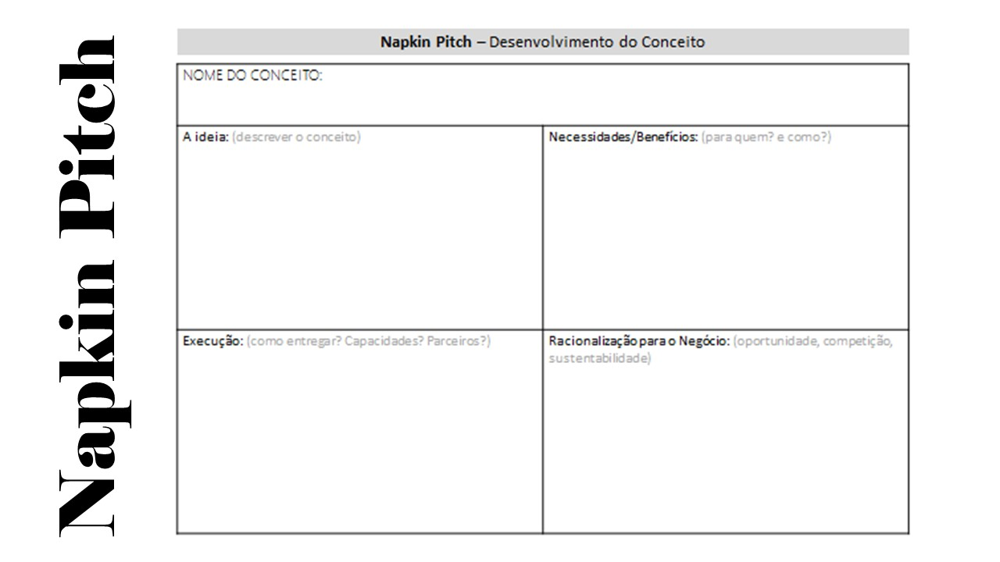 Napkin Pitch
Napkin Pitch – Desenvolvimento do Conceito
NOME DO CONCEITO:
A ideia: (descrever o conceito)
Necessidades/Benefícios: (para quem? e como?)
Execução: (como entregar? Capacidades? Parceiros?)
Racionalização para o Negócio: (oportunidade, competição,
sustentabilidade)